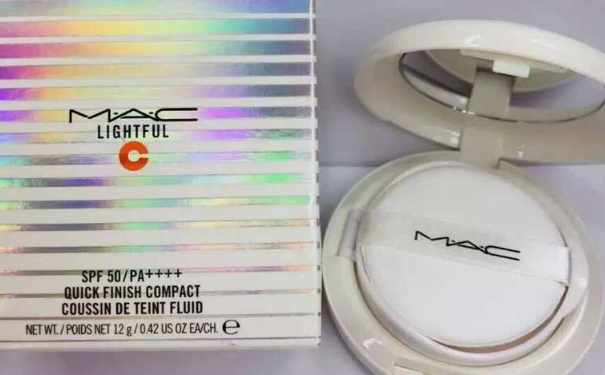 M·A·C
LIGHTFUL
C
SPF 50/PA++++
QUICK FINISH COMPACT
COUSSIN DE TEINT FLUID
NET WT. / POIDS NET 12 g / 0.42 US OZ EA/CH. ℮
M·A·C